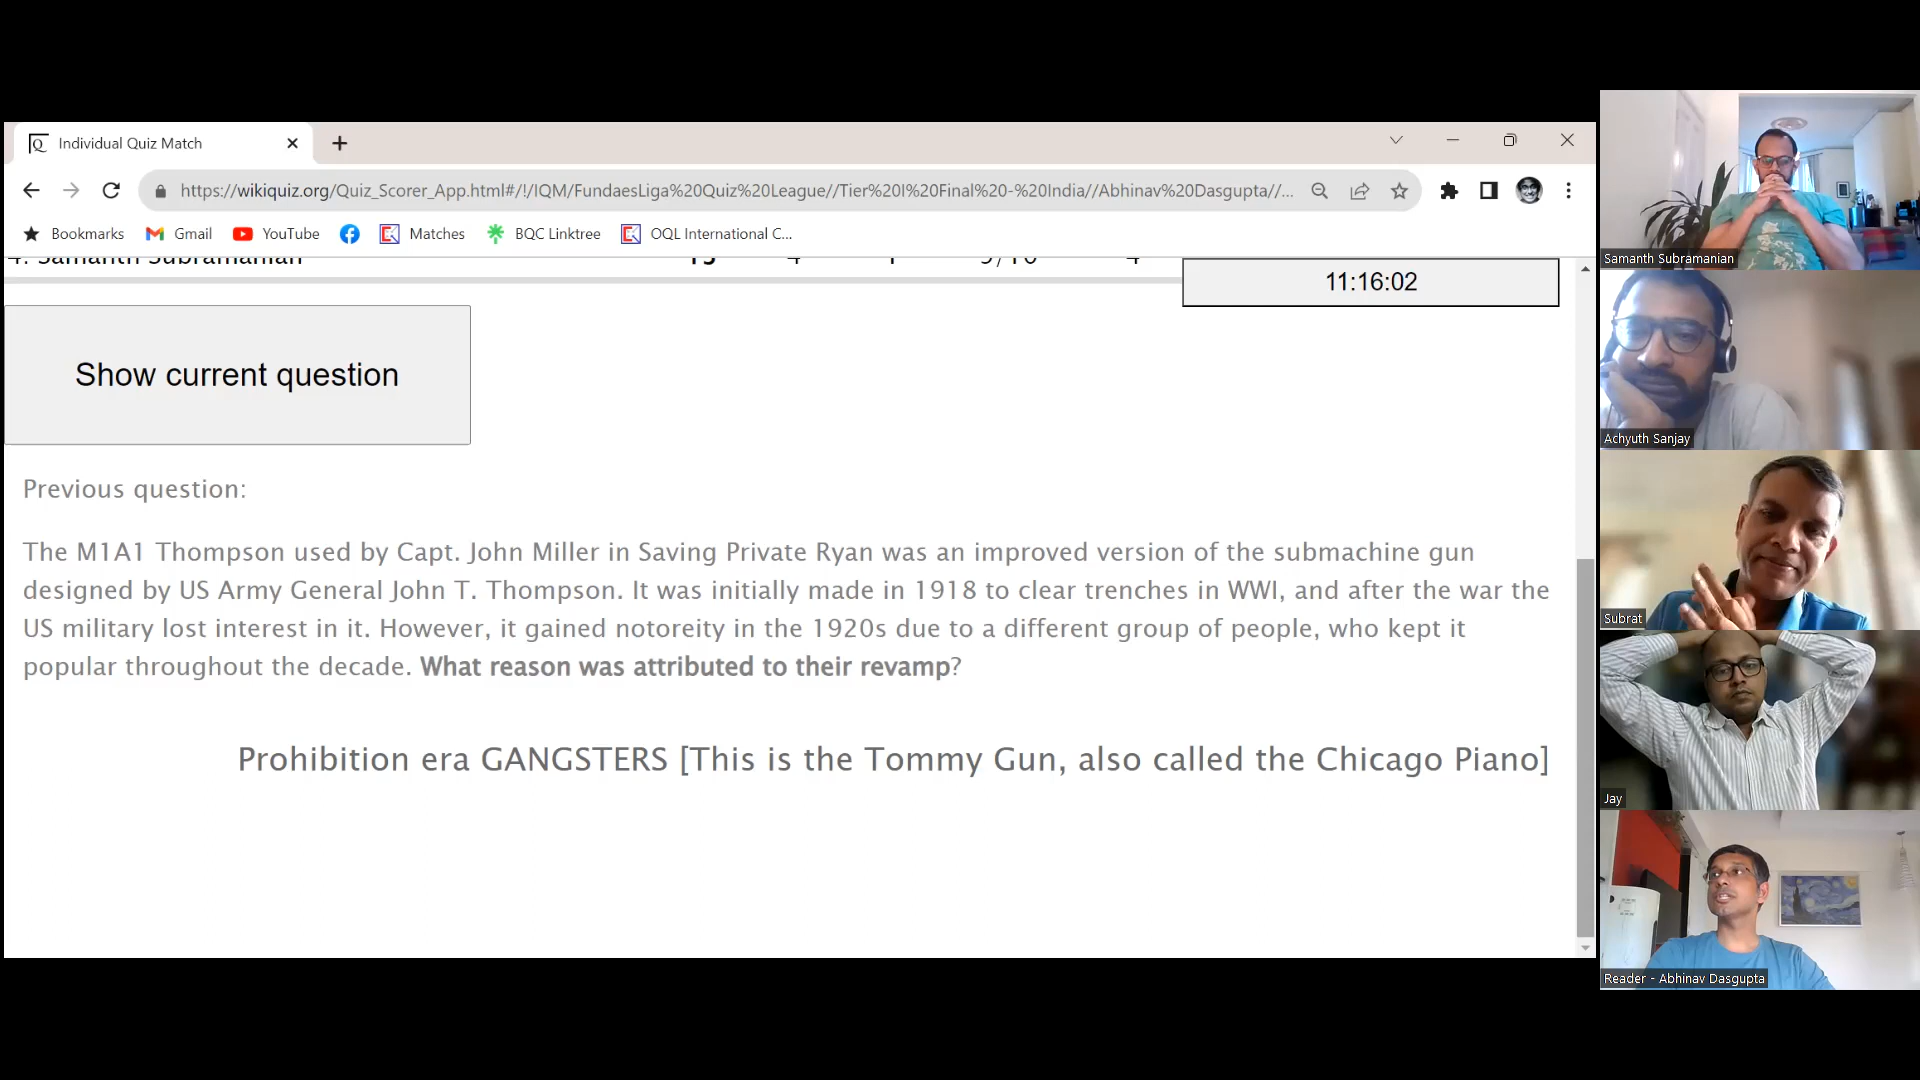 Individual Quiz Match
https://wikiquiz.org/Quiz_Scorer_App.html#/!/IQM/FundaesLiga%20Quiz%20League//Tier%20I%20Final%20-%20India//Abhinav%20Dasgupta//...
Bookmarks Gmail YouTube Matches BQC Linktree OQL International C...
4. Samanth Subramanian 9/10
11:16:02
Show current question
Previous question:
The M1A1 Thompson used by Capt. John Miller in Saving Private Ryan was an improved version of the submachine gun
designed by US Army General John T. Thompson. It was initially made in 1918 to clear trenches in WWI, and after the war the
US military lost interest in it. However, it gained notoreity in the 1920s due to a different group of people, who kept it
popular throughout the decade. What reason was attributed to their revamp?
Prohibition era GANGSTERS [This is the Tommy Gun, also called the Chicago Piano]
Samanth Subramanian
Achyuth Sanjay
Subrat
Jay
Reader - Abhinav Dasgupta